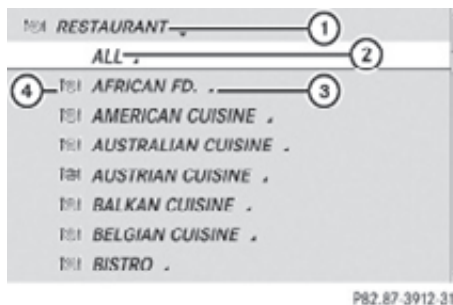 RESTAURANT 1
ALL 2
4 AFRICAN FD. 3
AMERICAN CUISINE
AUSTRALIAN CUISINE
AUSTRIAN CUISINE
BALKAN CUISINE
BELGIAN CUISINE
BISTRO
P82.87-3912-31